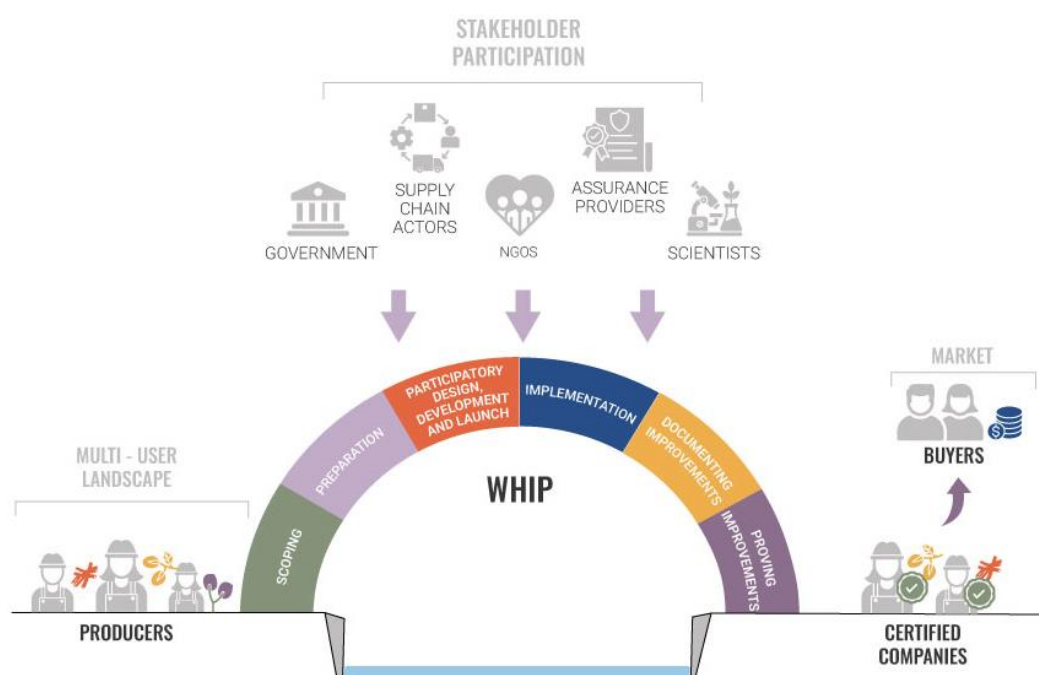 STAKEHOLDER
PARTICIPATION
GOVERNMENT
SUPPLY
CHAIN
ACTORS
NGOS
ASSURANCE
PROVIDERS
SCIENTISTS
MULTI - USER
LANDSCAPE
PRODUCERS
SCOPING
PREPARATION
PARTICIPATORY
DESIGN,
DEVELOPMENT
AND LAUNCH
IMPLEMENTATION
DOCUMENTING
IMPROVEMENTS
PROVING
IMPROVEMENTS
WHIP
MARKET
$
BUYERS
CERTIFIED
COMPANIES